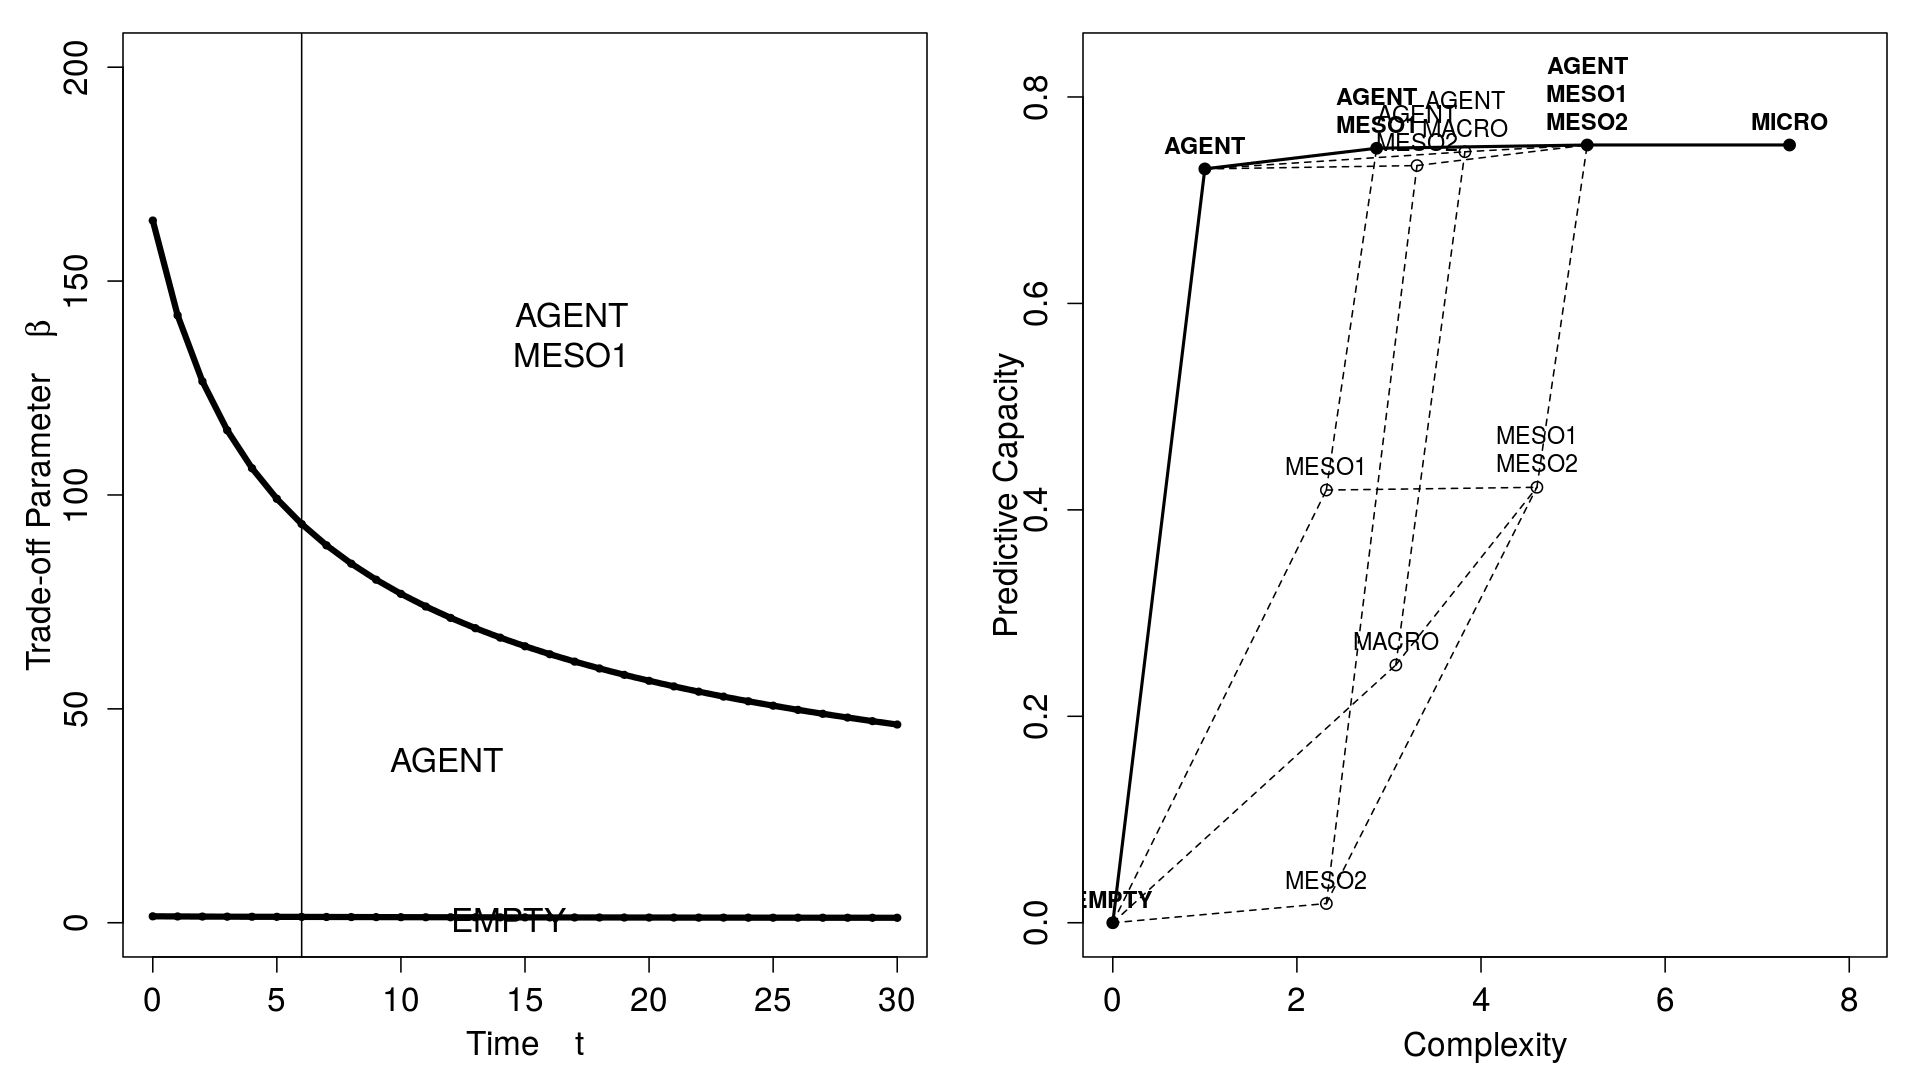 Trade-off Parameter β
200
150
100
50
0
AGENT
MESO1
AGENT
EMPTY
0 5 10 15 20 25 30
Time t
Predictive Capacity
0.8
0.6
0.4
0.2
0.0
AGENT
AGENT
MESO1
AGENT
MESO2
AGENT
MACRO
AGENT
MESO1
MESO2
MICRO
MESO1
MESO1
MESO2
MACRO
MESO2
EMPTY
0 2 4 6 8
Complexity